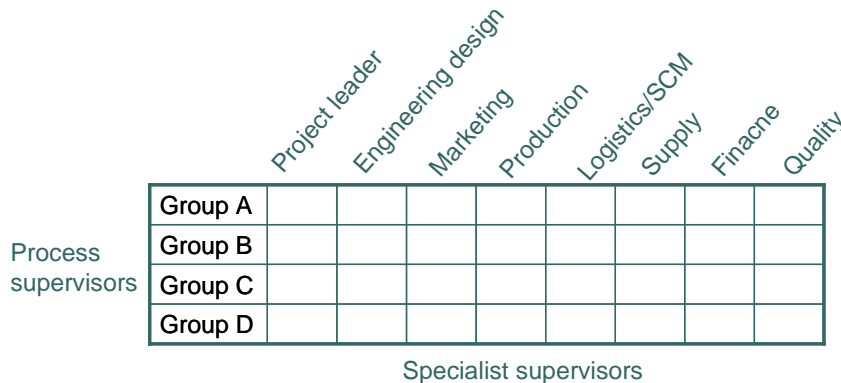 Project leader
Engineering design
Marketing
Production
Logistics/SCM
Supply
Finacne
Quality
Group A
Group B
Group C
Group D
Process
supervisors
Specialist supervisors